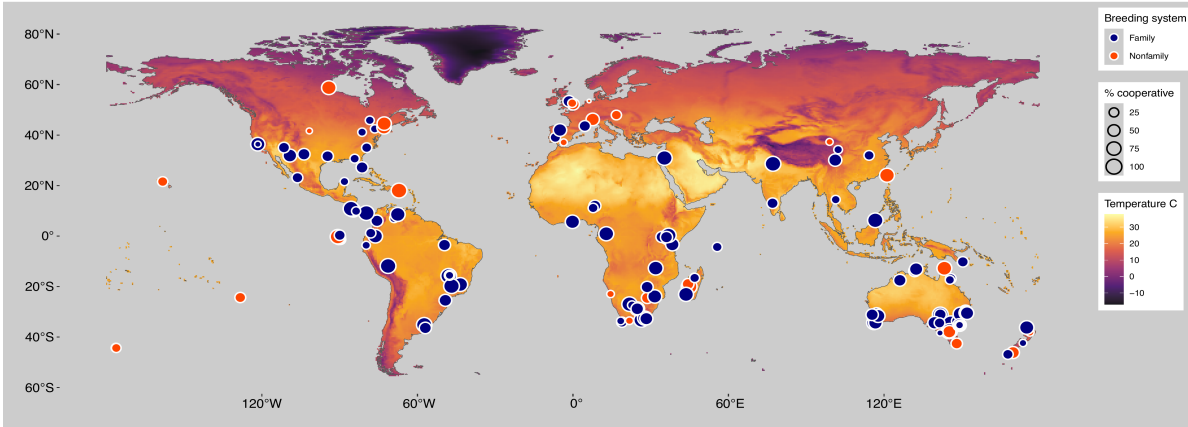 80°N
60°N
40°N
20°N
0°
20°S
40°S
60°S
120°W
60°W
0°
60°E
120°E
Breeding system
Family
Nonfamily
% cooperative
25
50
75
100
Temperature C
30
20
10
0
−10